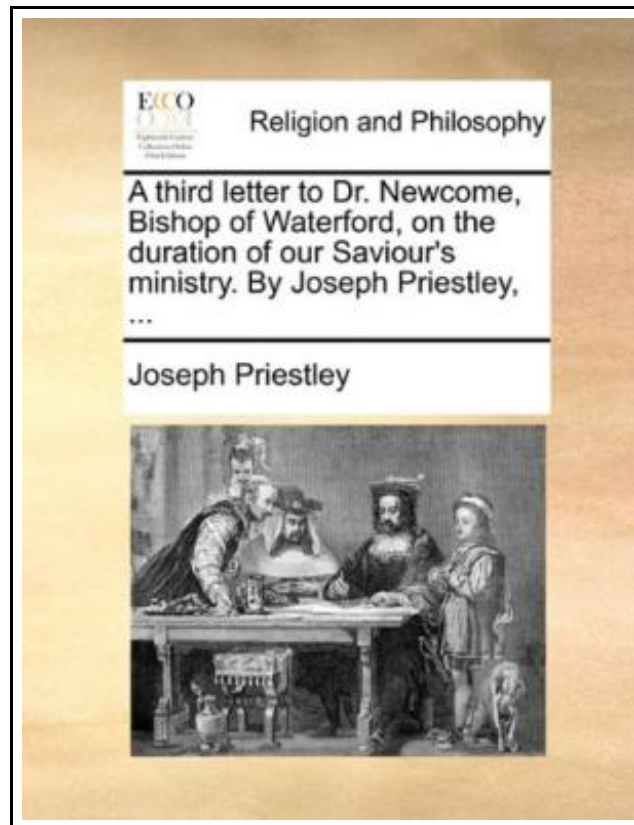 ECCO
Religion and Philosophy
A third letter to Dr. Newcome,
Bishop of Waterford, on the
duration of our Saviour's
ministry. By Joseph Priestley,
...
Joseph Priestley